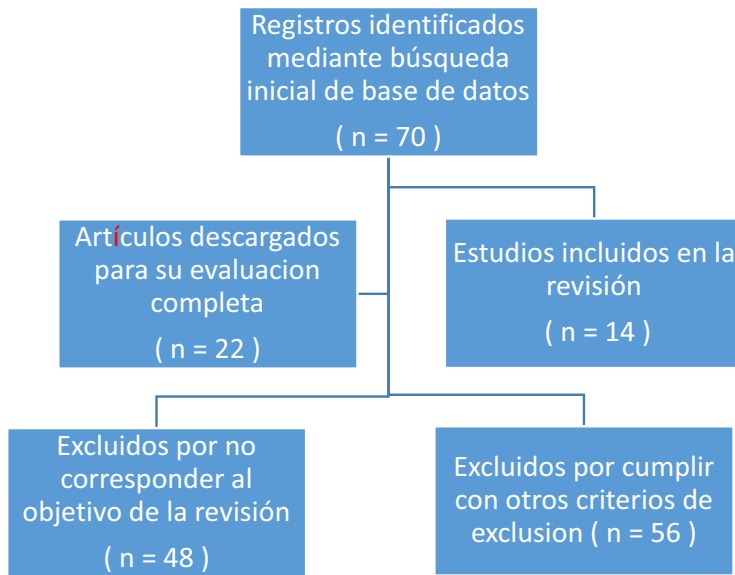 Registros identificados
mediante búsqueda
inicial de base de datos
( n = 70 )
Artículos descargados
para su evaluacion
completa
( n = 22 )
Estudios incluidos en la
revisión
( n = 14 )
Excluidos por no
corresponder al
objetivo de la revisión
( n = 48 )
Excluidos por cumplir
con otros criterios de
exclusion ( n = 56 )